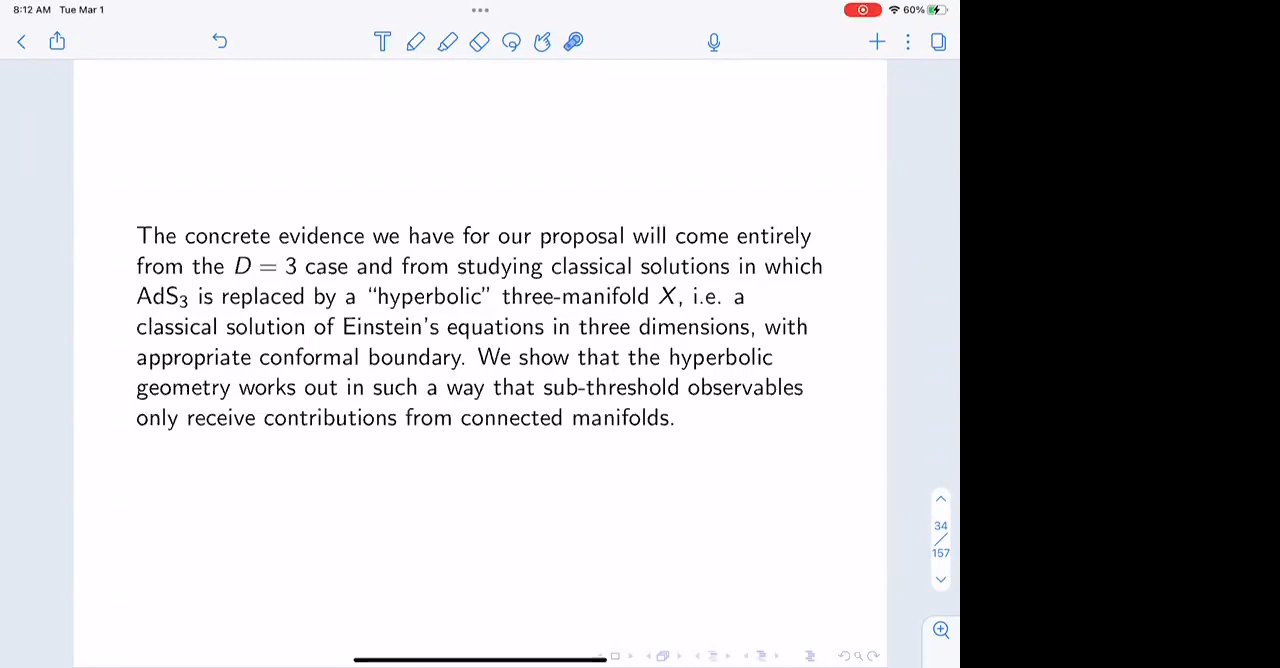 8:12 AM Tue Mar 1
60%
The concrete evidence we have for our proposal will come entirely
from the D = 3 case and from studying classical solutions in which
AdS₃ is replaced by a “hyperbolic” three-manifold X, i.e. a
classical solution of Einstein’s equations in three dimensions, with
appropriate conformal boundary. We show that the hyperbolic
geometry works out in such a way that sub-threshold observables
only receive contributions from connected manifolds.
34
/
157